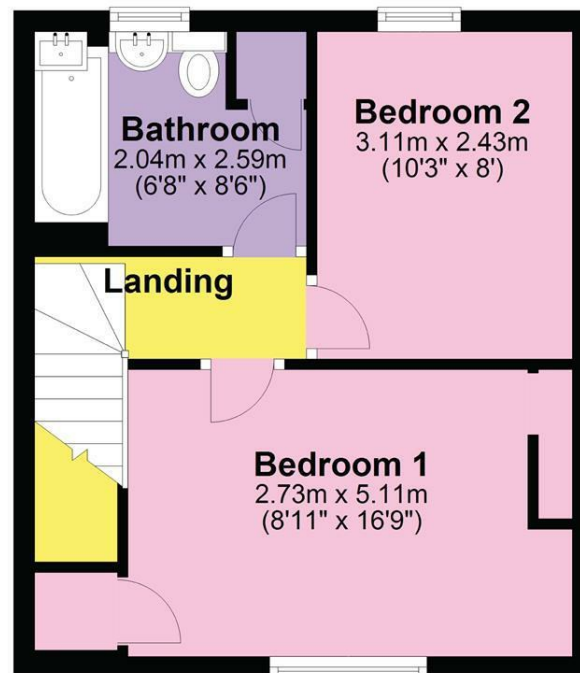 Bathroom
2.04m x 2.59m
(6'8" x 8'6")
Bedroom 2
3.11m x 2.43m
(10'3" x 8')
Landing
Bedroom 1
2.73m x 5.11m
(8'11" x 16'9")